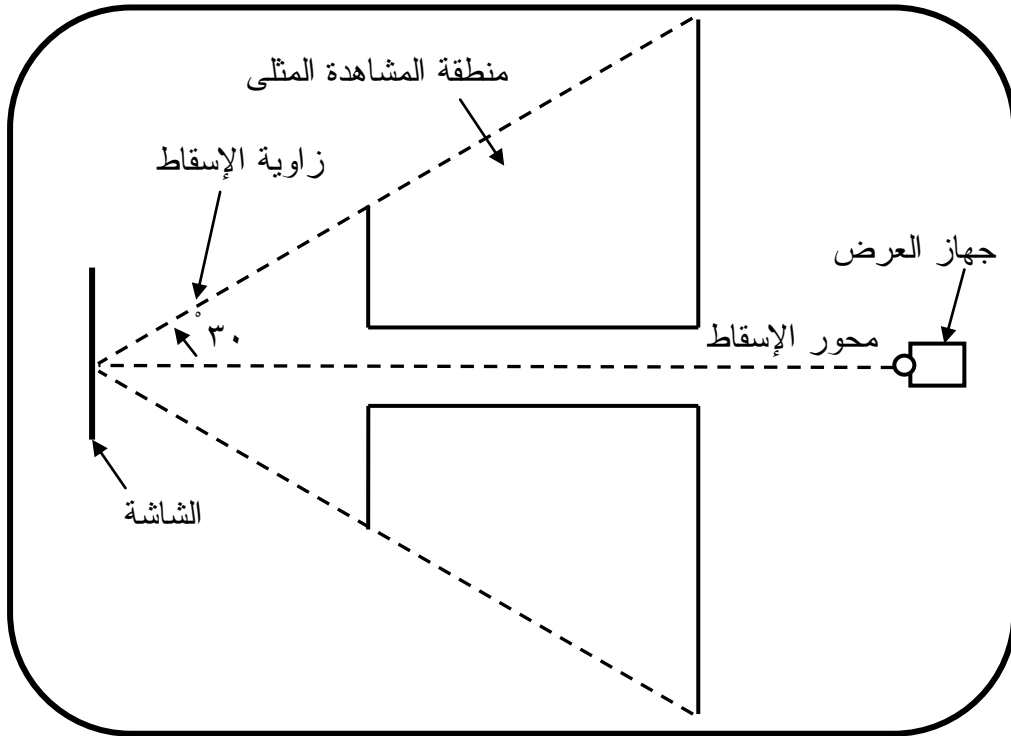 منطقة المشاهدة المثلى
زاوية الإسقاط
جهاز العرض
٣٠°
محور الإسقاط
الشاشة